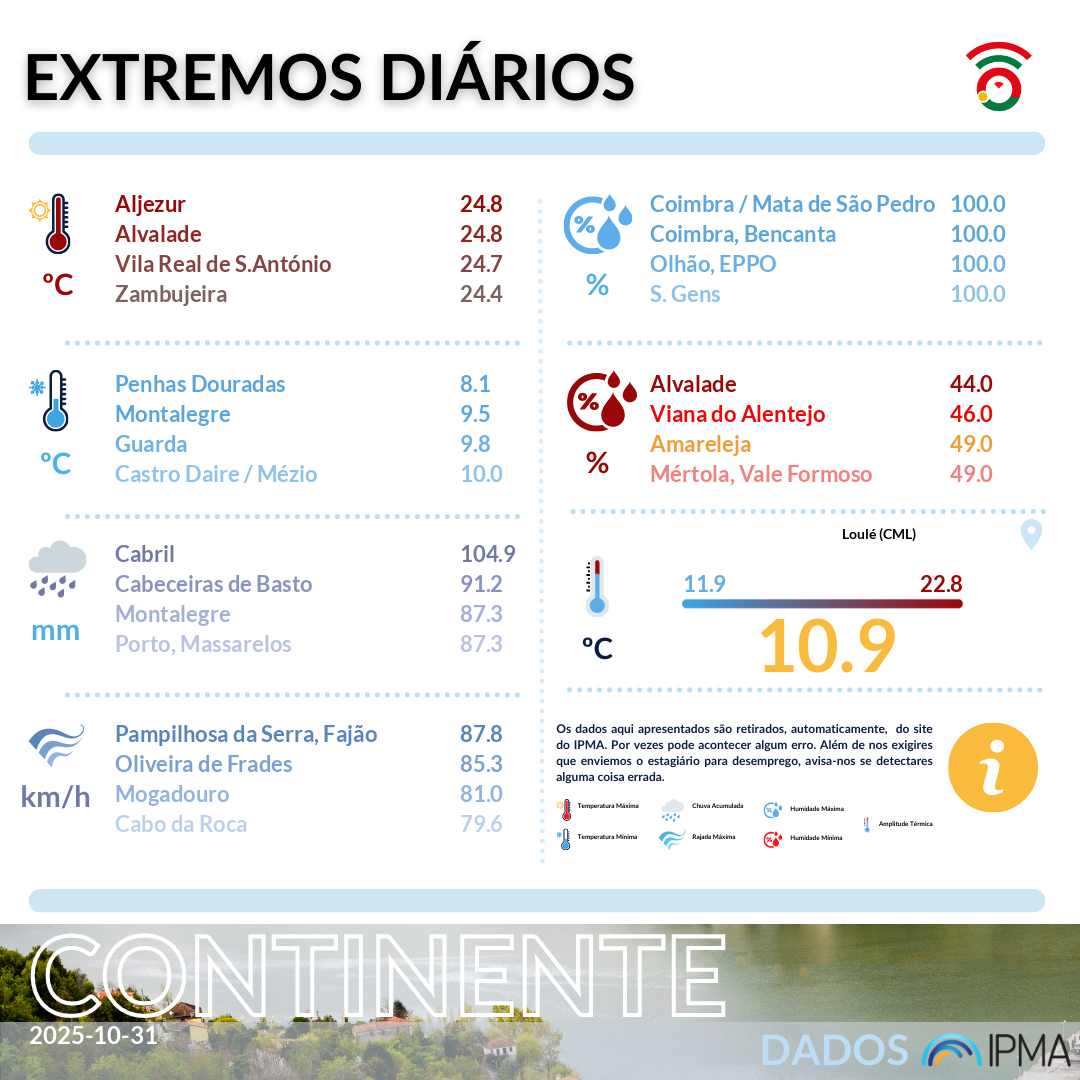 EXTREMOS DIÁRIOS
Aljezur 24.8
Alvalade 24.8
Vila Real de S.António 24.7
Zambujeira 24.4
ºC
Penhas Douradas 8.1
Montalegre 9.5
Guarda 9.8
Castro Daire / Mézio 10.0
ºC
Cabril 104.9
Cabeceiras de Basto 91.2
Montalegre 87.3
Porto, Massarelos 87.3
mm
Pampilhosa da Serra, Fajão 87.8
Oliveira de Frades 85.3
Mogadouro 81.0
Cabo da Roca 79.6
km/h
%
Coimbra / Mata de São Pedro 100.0
Coimbra, Bencanta 100.0
Olhão, EPPO 100.0
S. Gens 100.0
%
%
Alvalade 44.0
Viana do Alentejo 46.0
Amareleja 49.0
Mértola, Vale Formoso 49.0
%
Loulé (CML)
11.9 22.8
10.9
ºC
Os dados aqui apresentados são retirados, automaticamente, do site
do IPMA. Por vezes pode acontecer algum erro. Além de nos exigires
que enviemos o estagiário para desemprego, avisa-nos se detectares
alguma coisa errada.
i
Temperatura Máxima
Chuva Acumulada
Humidade Máxima
Amplitude Térmica
Temperatura Mínima
Rajada Máxima
Humidade Mínima
CONTINENTE
2025-10-31
DADOS IPMA